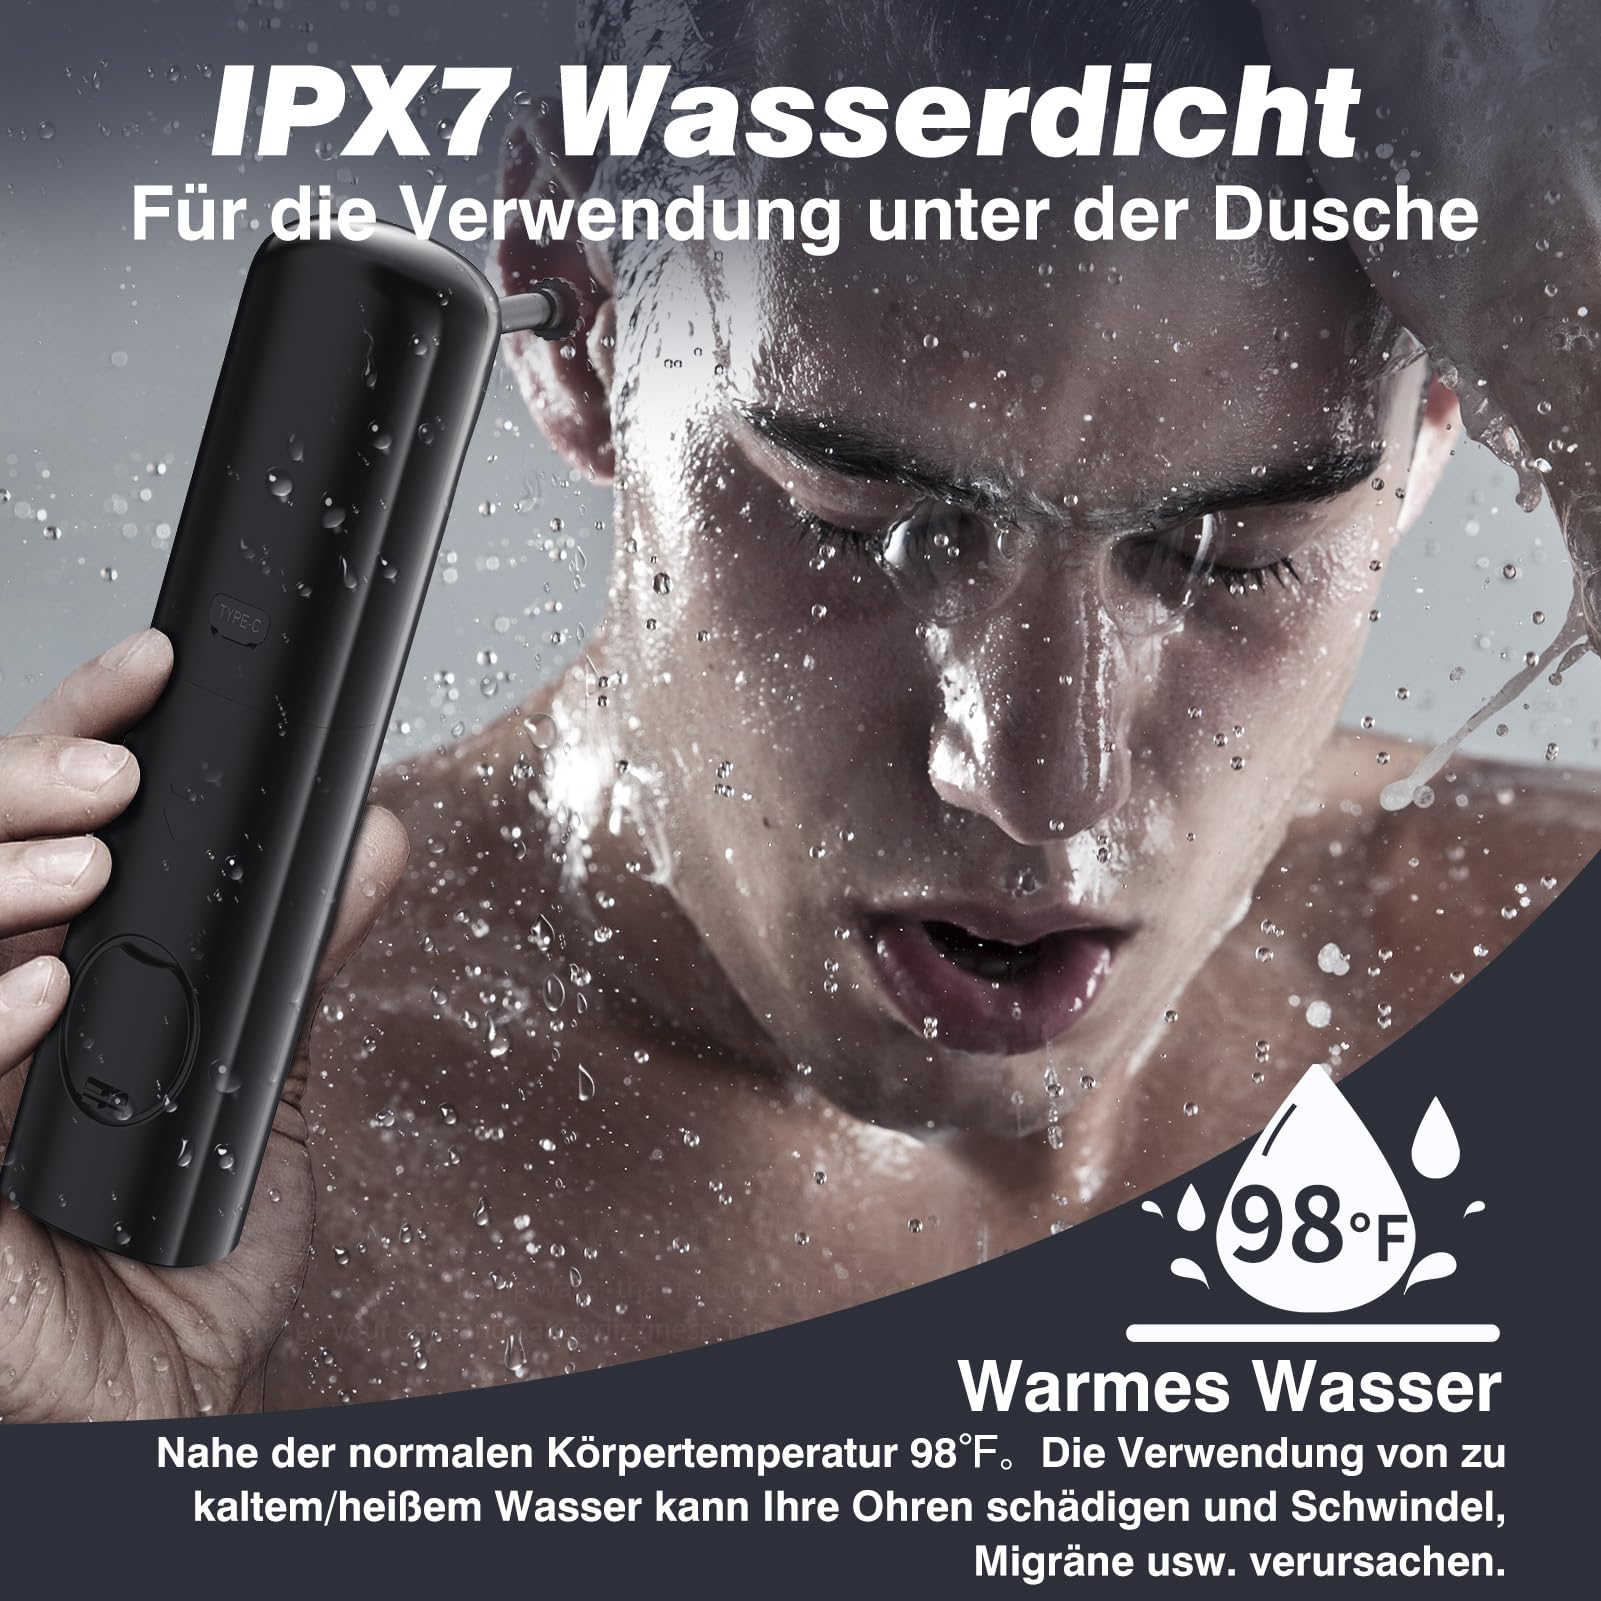 IPX7 Wasserdicht
Für die Verwendung unter der Dusche
TYPE-C
98°F
Warmes Wasser
Nahe der normalen Körpertemperatur 98℉。 Die Verwendung von zu
kaltem/heißem Wasser kann Ihre Ohren schädigen und Schwindel,
Migräne usw. verursachen.